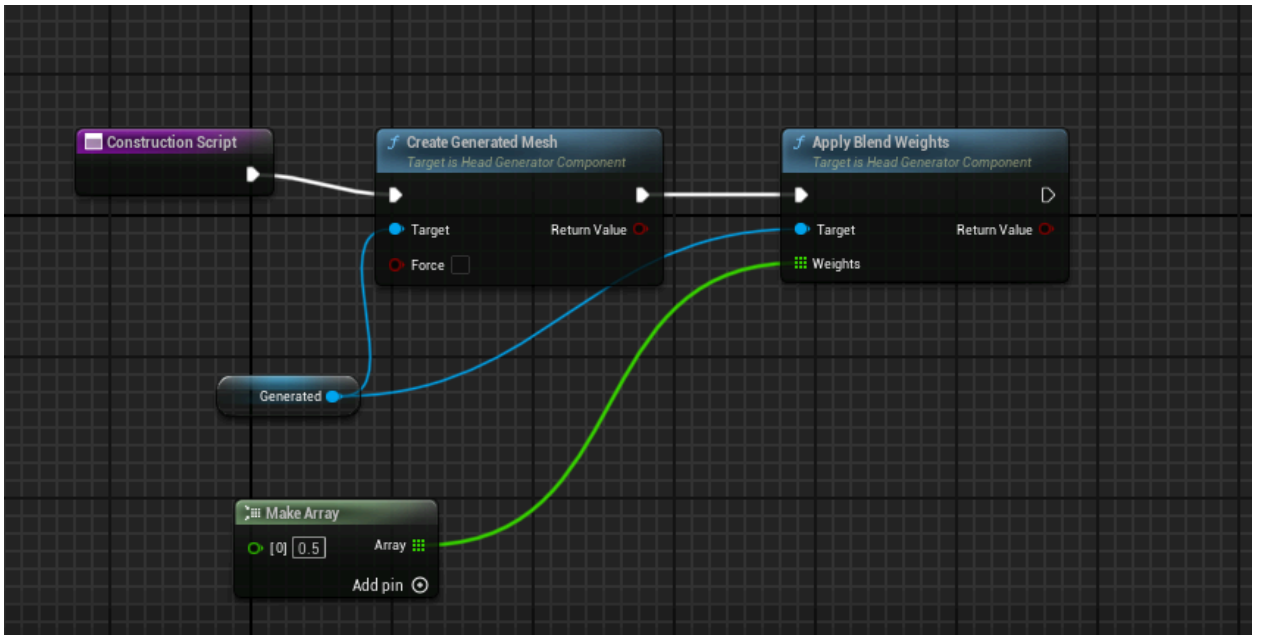 Construction Script
f Create Generated Mesh
Target is Head Generator Component
Target
Return Value
Force
f Apply Blend Weights
Target is Head Generator Component
Target
Return Value
Weights
Generated
Make Array
[0] 0.5
Array
Add pin